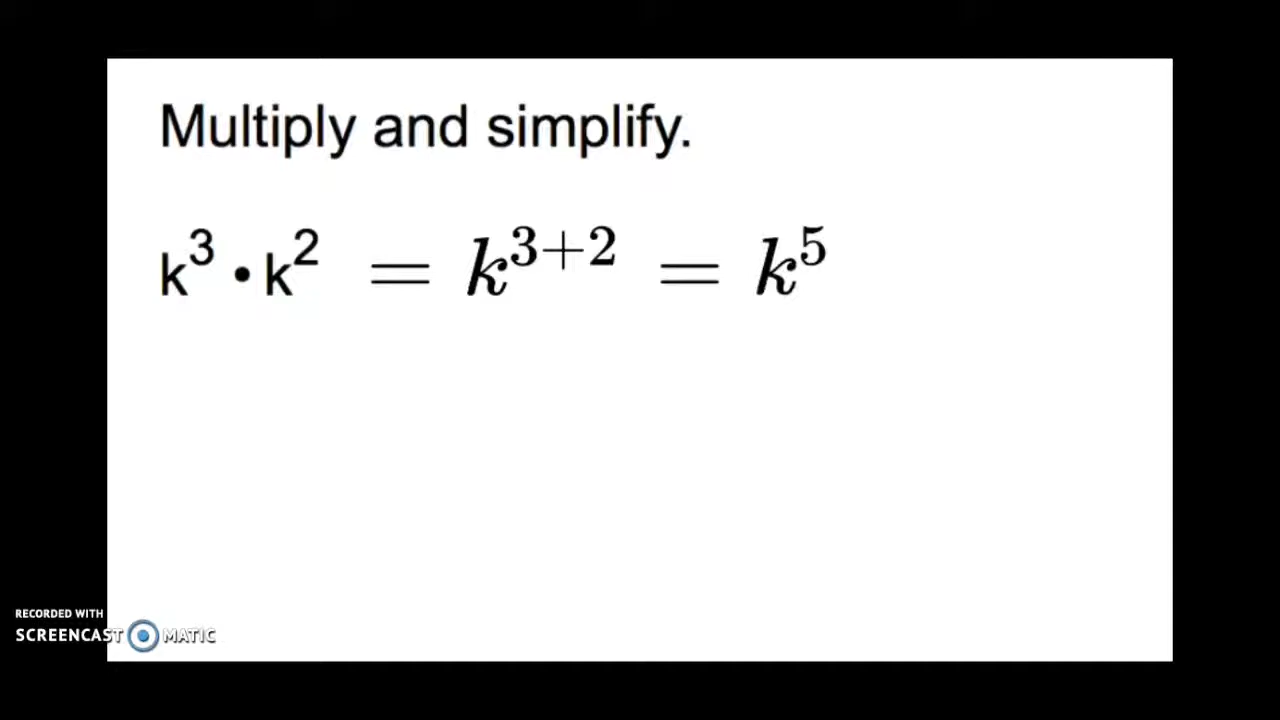 Multiply and simplify.
k³ • k² = k³⁺² = k⁵
RECORDED WITH
SCREENCAST MATIC